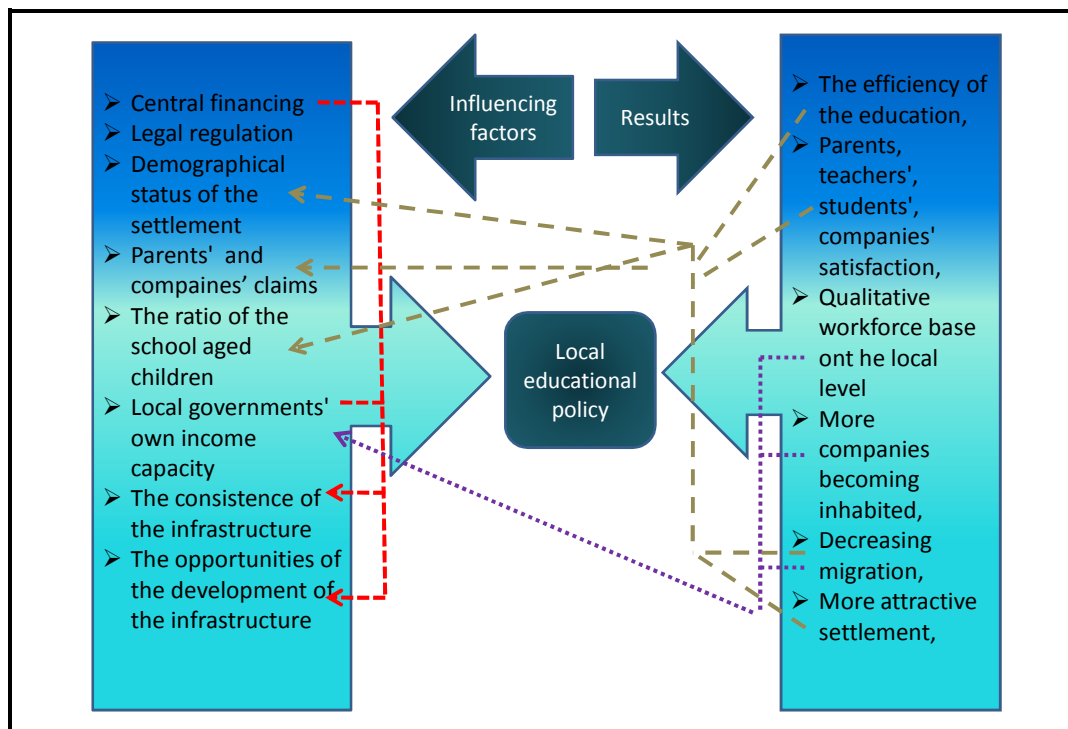 ➢ Central financing
➢ Legal regulation
➢ Demographical
status of the
settlement
➢ Parents' and
compaines’ claims
➢ The ratio of the
school aged
children
➢ Local governments'
own income
capacity
➢ The consistence of
the infrastructure
➢ The opportunities of
the development of
the infrastructure
Influencing
factors
Results
Local
educational
policy
➢ The efficiency of
the education,
➢ Parents,
teachers',
students',
companies'
satisfaction,
➢ Qualitative
workforce base
ont he local
level
➢ More
companies
becoming
inhabited,
➢ Decreasing
migration,
➢ More attractive
settlement,